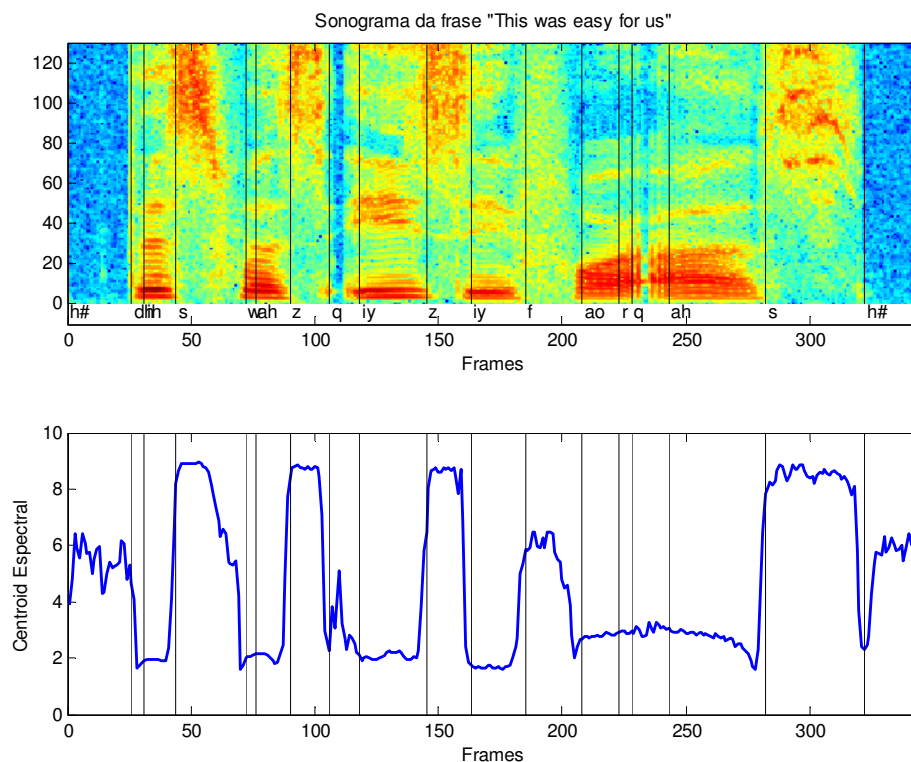 Sonograma da frase "This was easy for us"
120
100
80
60
40
20
0
h# dh ih s w ah z q iy z iy f ao r q ah s h#
0 50 100 150 200 250 300
Frames
10
8
6
4
2
0
Centroid Espectral
0 50 100 150 200 250 300
Frames